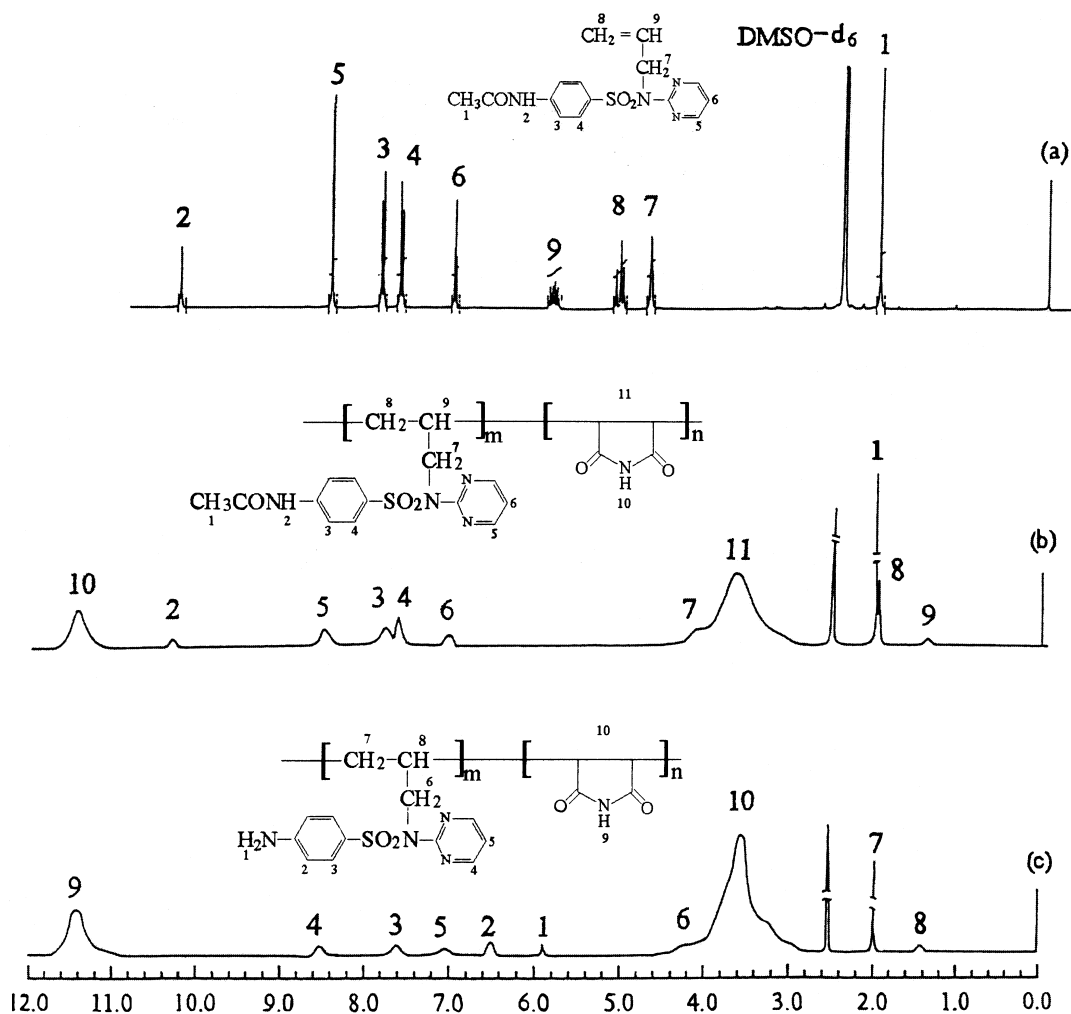 8 9
CH2 = CH
DMSO-d6 1
7
CH2
5
CH3CONH SO2N N N 6
1 2 3 4 5
(a)
3 4
6
2
8 7
9
11
8 9
[ CH2-CH ]m [ ]n
7
CH2
O N H O
10
1
CH3CONH SO2N N N 6
1 2 3 4 5
(b)
11
10
8
5 3 4
2 6 7 9
10
7 8
[ CH2-CH ]m [ ]n
6
CH2
O N H O
9
10
H2N SO2N N N 5
1 2 3 4
7
(c)
9
6
4 3 5 2 1 8
12.0 11.0 10.0 9.0 8.0 7.0 6.0 5.0 4.0 3.0 2.0 1.0 0.0